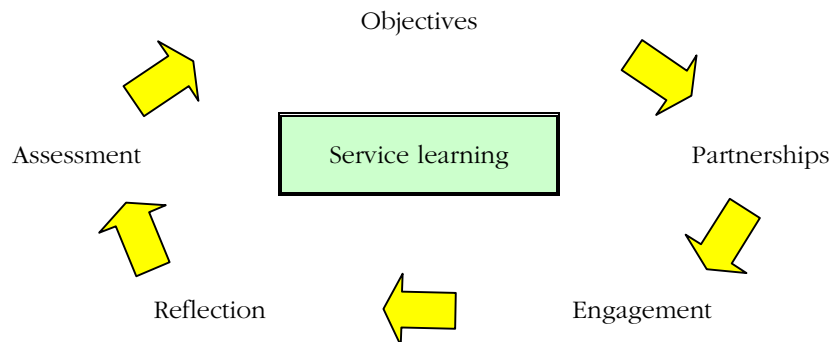 Objectives
Assessment
Service learning
Partnerships
Reflection
Engagement